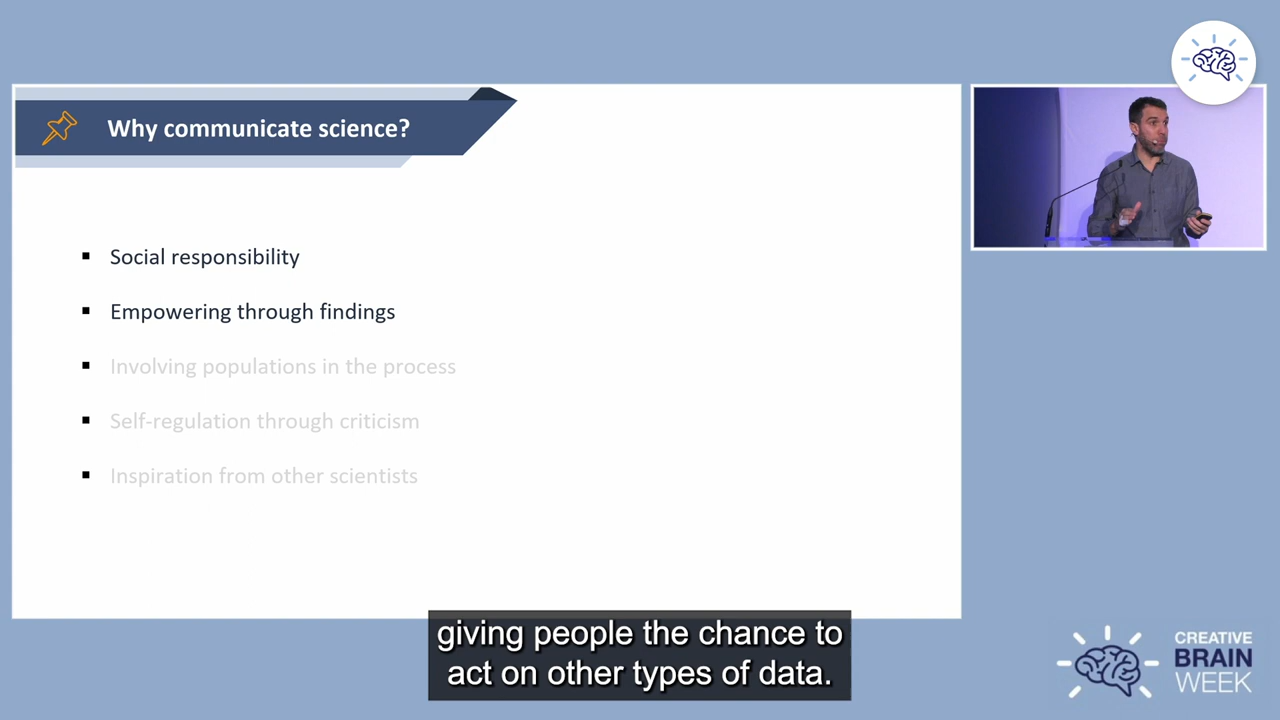 Why communicate science?
Social responsibility
Empowering through findings
Involving populations in the process
Self-regulation through criticism
Inspiration from other scientists
giving people the chance to
act on other types of data.
CREATIVE
BRAIN
WEEK